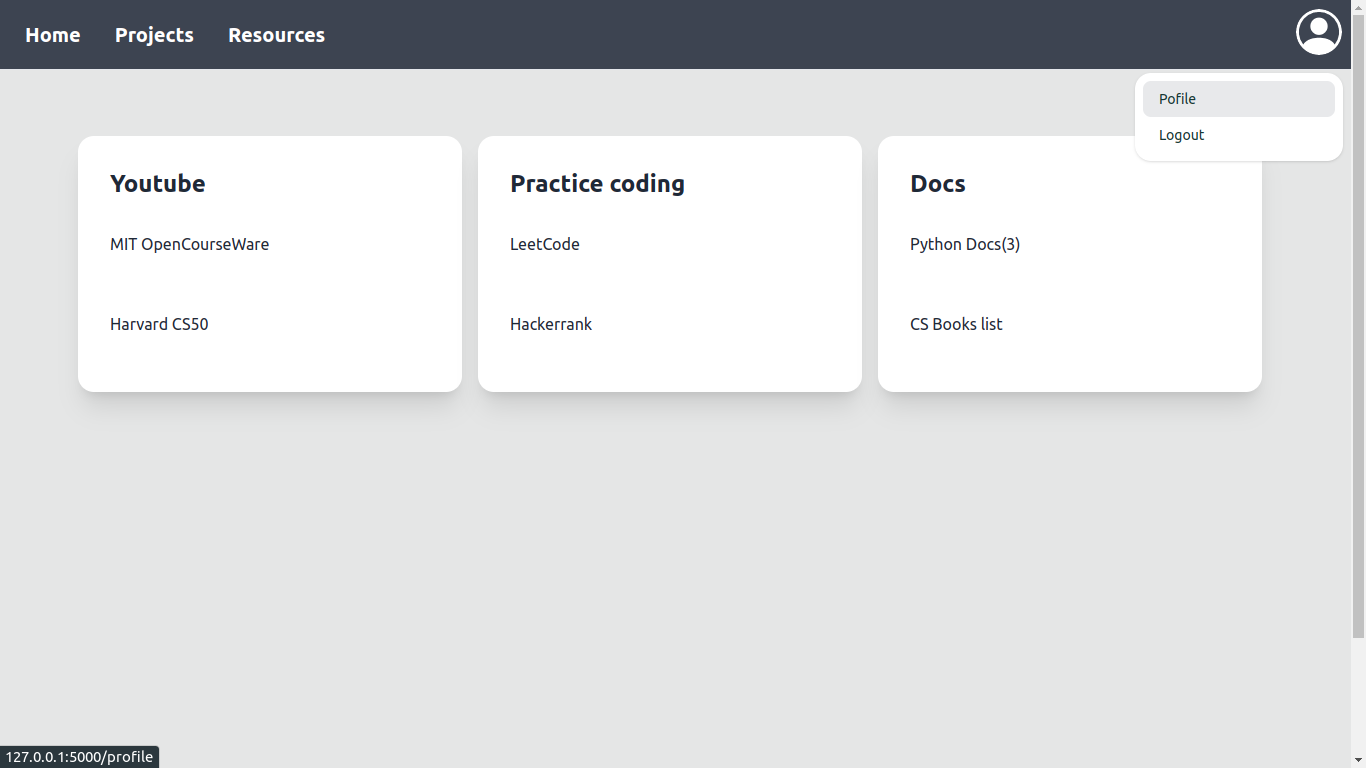 Home Projects Resources
Pofile
Logout
Youtube
MIT OpenCourseWare
Harvard CS50
Practice coding
LeetCode
Hackerrank
Docs
Python Docs(3)
CS Books list
127.0.0.1:5000/profile